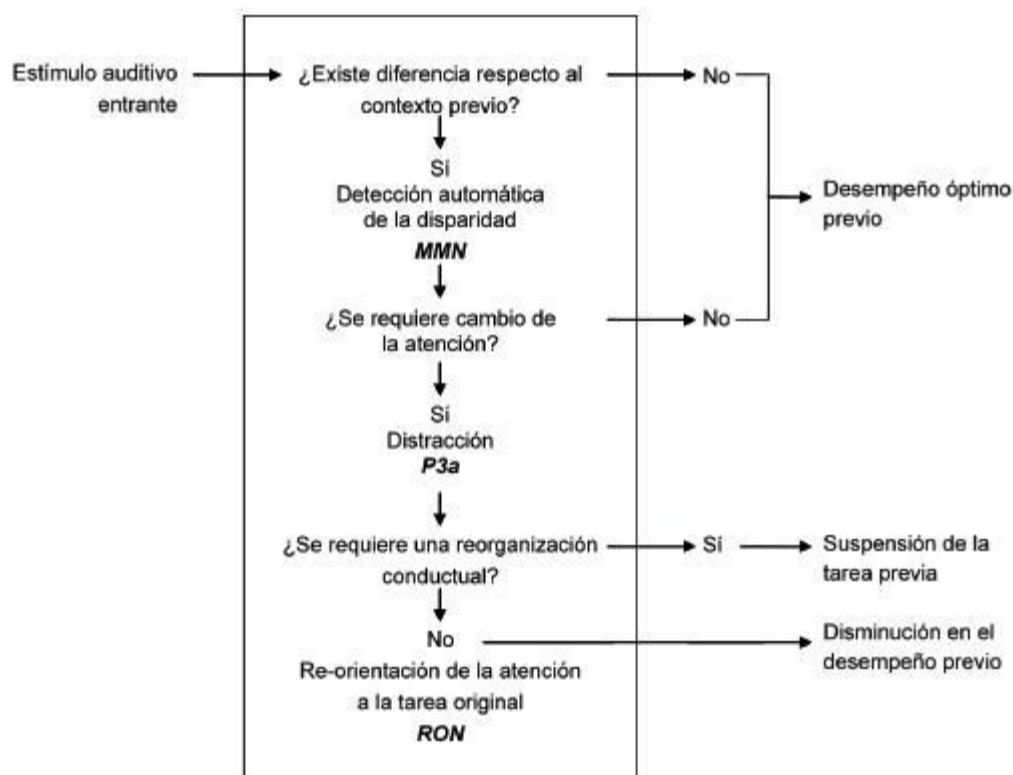 Estímulo auditivo
entrante
¿Existe diferencia respecto al
contexto previo?
No
Sí
Detección automática
de la disparidad
MMN
Desempeño óptimo
previo
¿Se requiere cambio de
la atención?
No
Sí
Distracción
P3a
¿Se requiere una reorganización
conductual?
Sí
Suspensión de la
tarea previa
No
Disminución en el
desempeño previo
Re-orientación de la atención
a la tarea original
RON